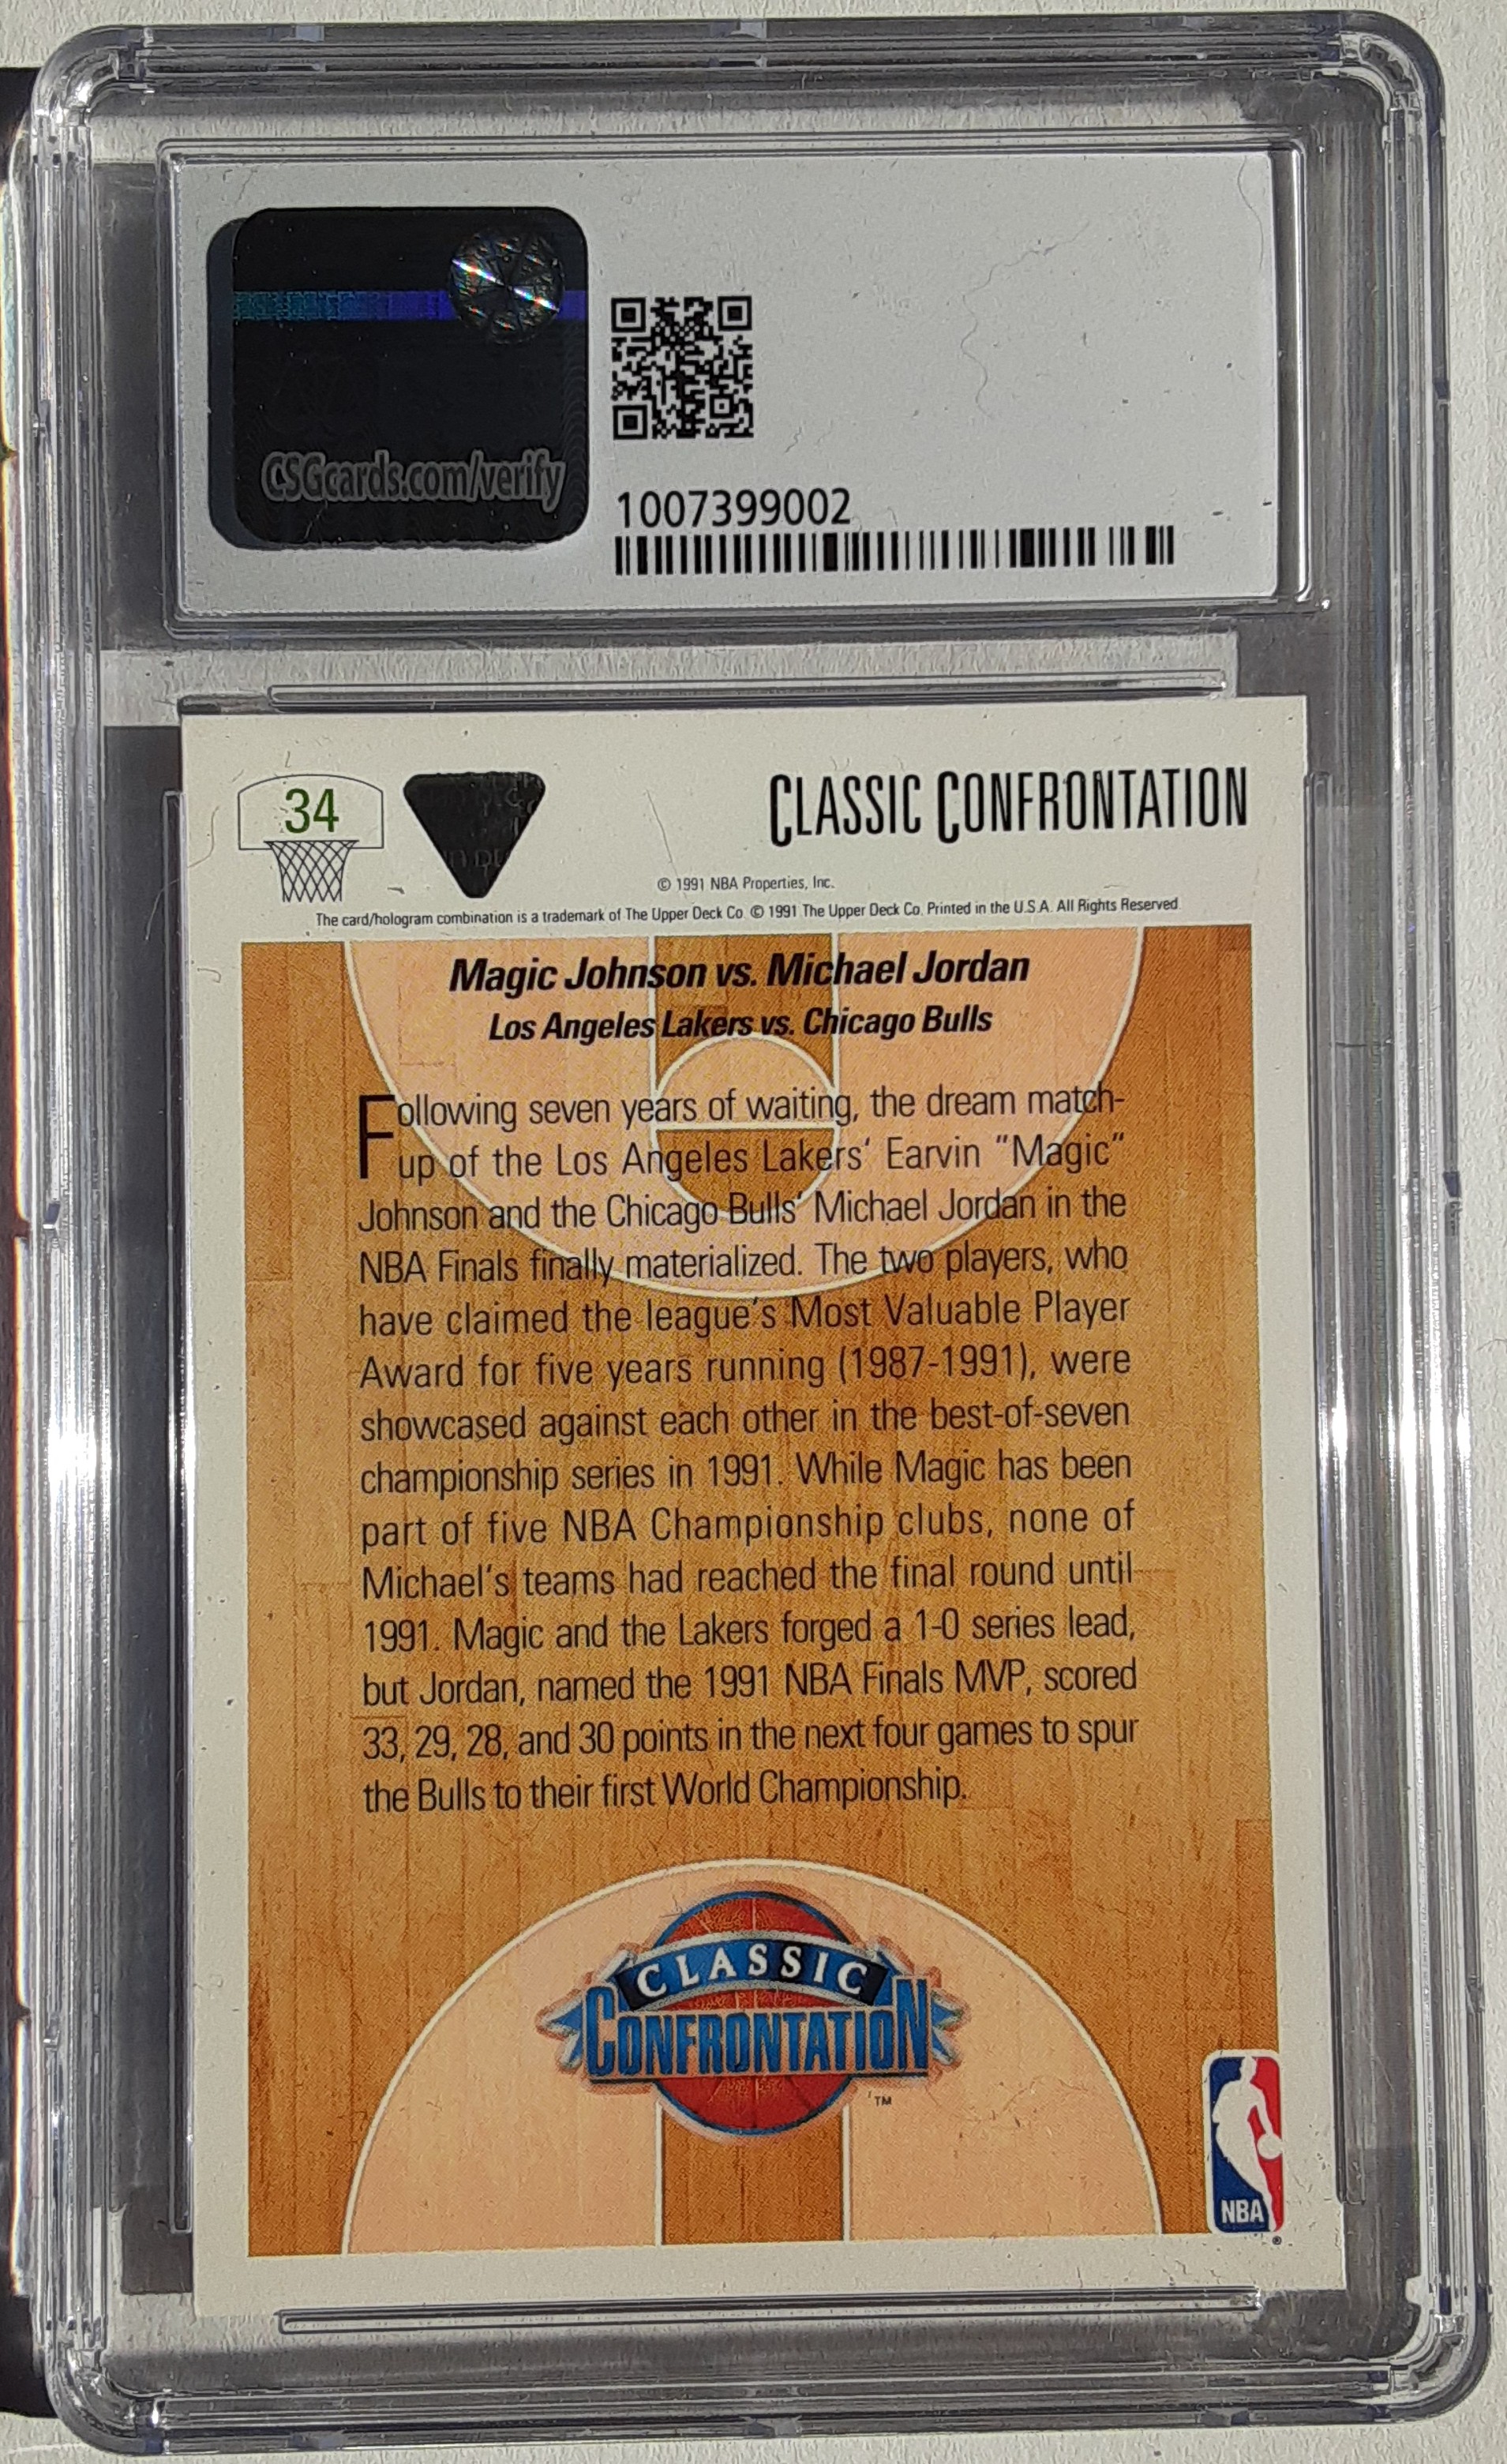 CSGcards.com/verify
1007399002
34
CLASSIC CONFRONTATION
© 1991 NBA Properties, Inc.
The card/hologram combination is a trademark of The Upper Deck Co. © 1991 The Upper Deck Co. Printed in the U.S.A. All Rights Reserved
Magic Johnson vs. Michael Jordan
Los Angeles Lakers vs. Chicago Bulls
Following seven years of waiting, the dream match-
up of the Los Angeles Lakers' Earvin "Magic"
Johnson and the Chicago Bulls' Michael Jordan in the
NBA Finals finally materialized. The two players, who
have claimed the league's Most Valuable Player
Award for five years running (1987-1991), were
showcased against each other in the best-of-seven
championship series in 1991. While Magic has been
part of five NBA Championship clubs, none of
Michael's teams had reached the final round until
1991. Magic and the Lakers forged a 1-0 series lead,
but Jordan, named the 1991 NBA Finals MVP, scored
33, 29, 28, and 30 points in the next four games to spur
the Bulls to their first World Championship.
CLASSIC
CONFRONTATION
™
NBA
®